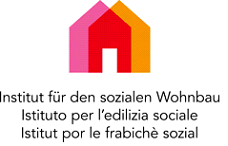 Institut für den sozialen Wohnbau
Istituto per l'edilizia sociale
Istitut por le frabichè sozial